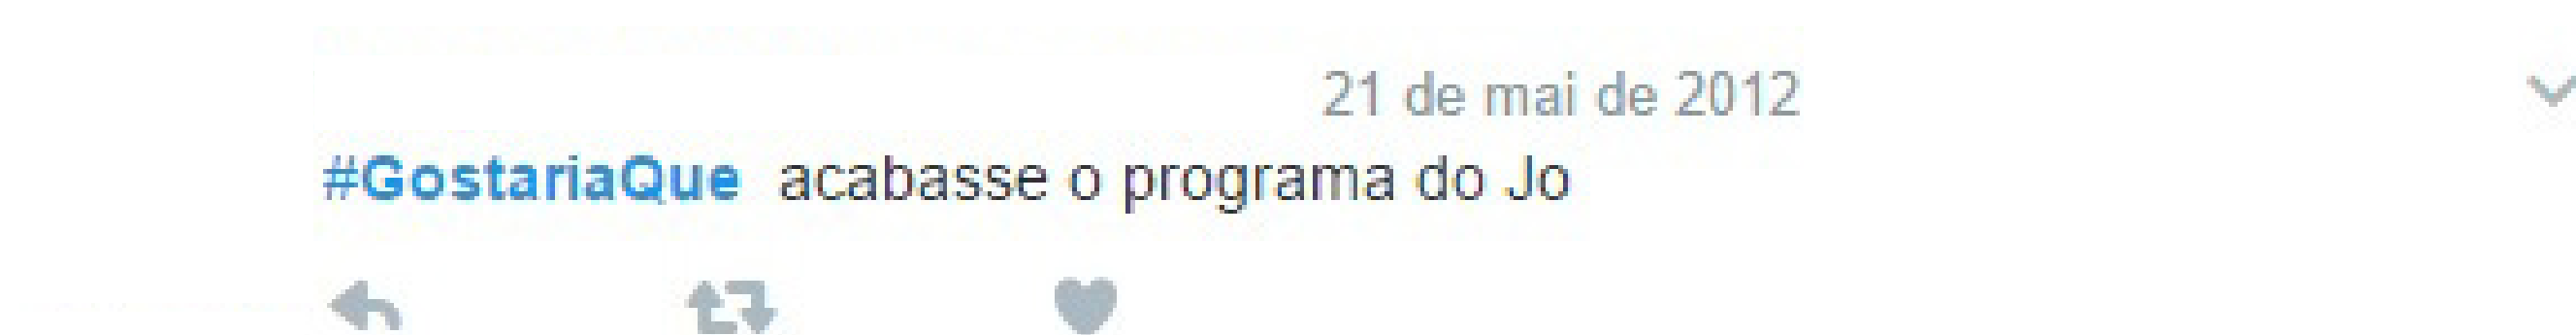 21 de mai de 2012
#GostariaQue acabasse o programa do Jo